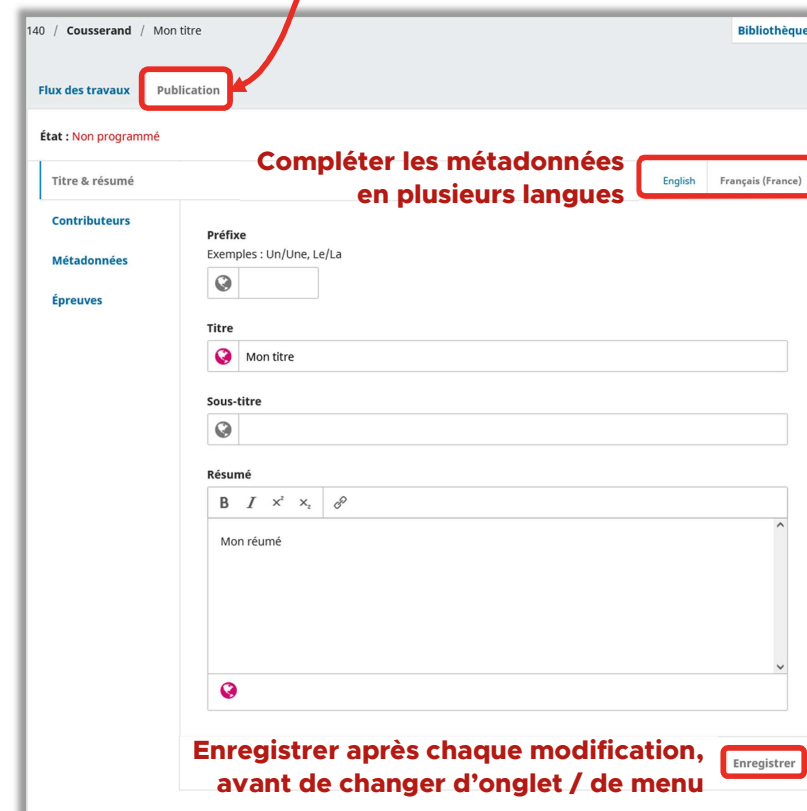 140 / Cousserand / Mon titre
Bibliothèque
Flux des travaux Publication
État : Non programmé
Compléter les métadonnées
en plusieurs langues
English Français (France)
Titre & résumé
Contributeurs
Métadonnées
Épreuves
Préfixe
Exemples : Un/Une, Le/La
Titre
Mon titre
Sous-titre
Résumé
B I x² xₓ
Mon réumé
Enregistrer après chaque modification,
avant de changer d’onglet / de menu
Enregistrer